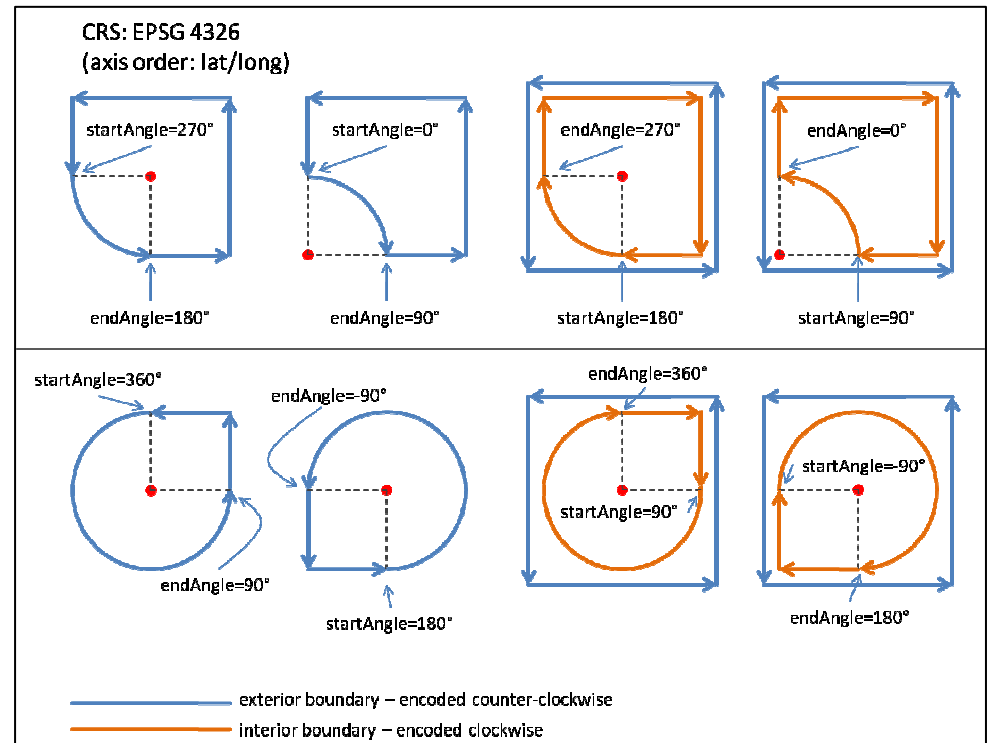 CRS: EPSG 4326
(axis order: lat/long)
startAngle=270°
startAngle=0°
endAngle=270°
endAngle=0°
endAngle=180°
endAngle=90°
startAngle=180°
startAngle=90°
startAngle=360°
endAngle=-90°
endAngle=360°
startAngle=-90°
startAngle=90°
endAngle=90°
startAngle=180°
endAngle=180°
exterior boundary – encoded counter-clockwise
interior boundary – encoded clockwise